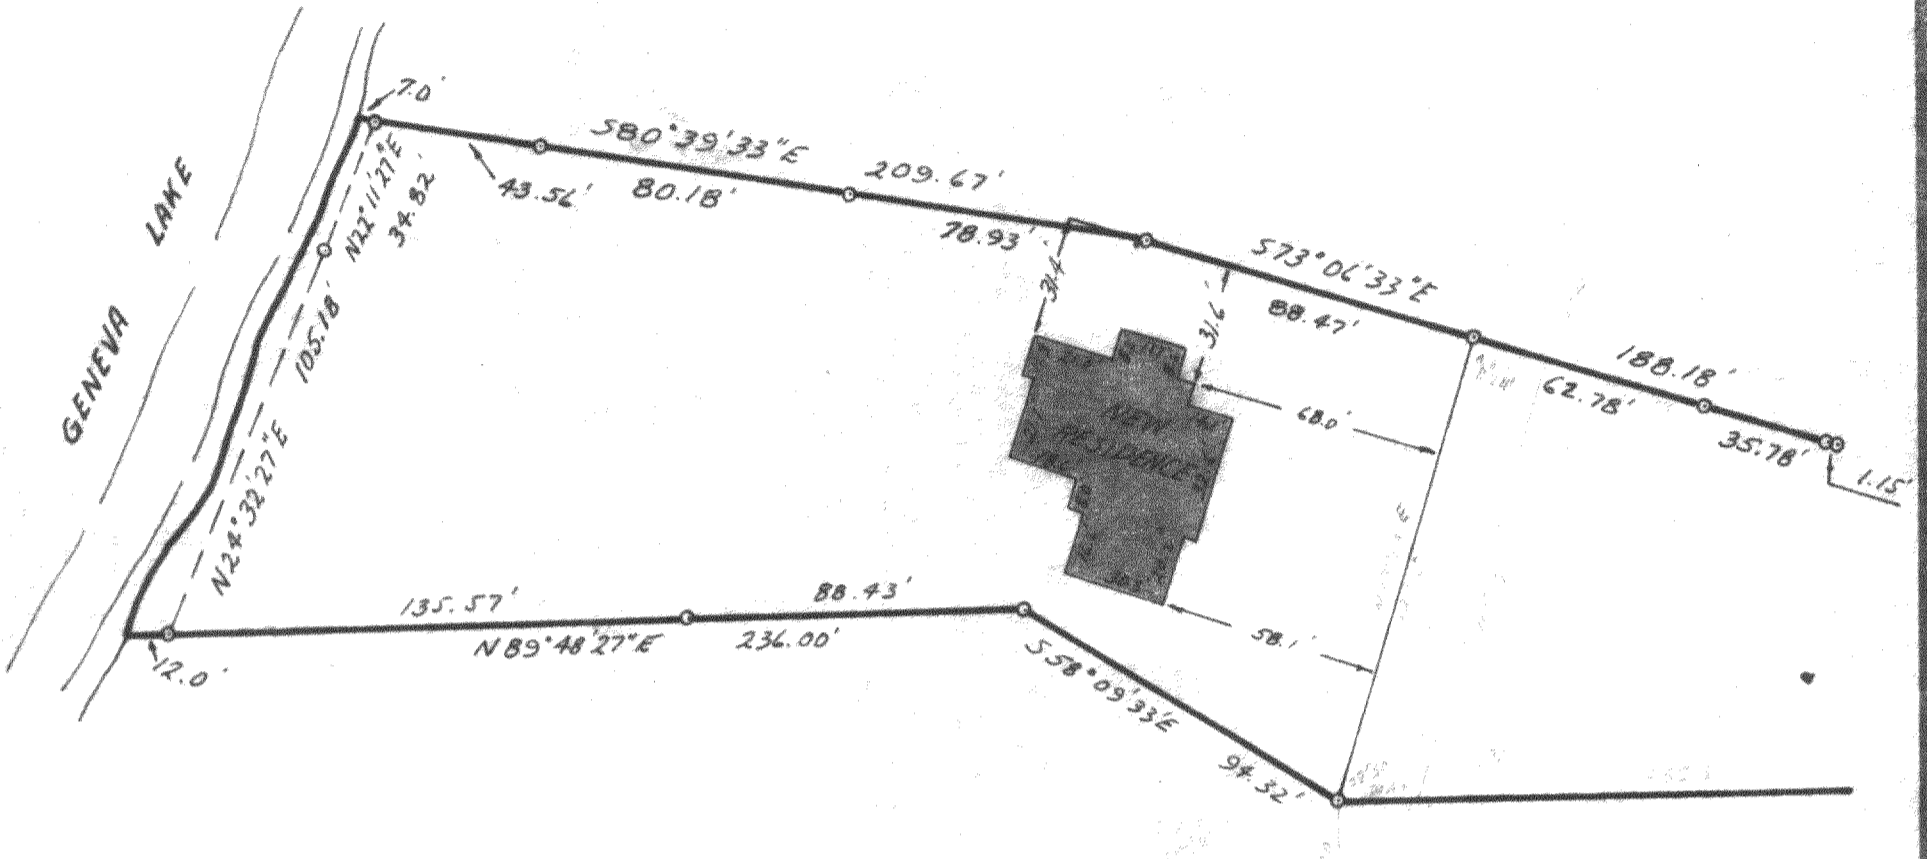 GENEVA LAKE
7.0'
S80°39'33"E
209.67'
43.56'
80.18'
78.93'
N22°11'27"E
34.82'
N24°32'27"E
105.18'
31.4'
31.6'
S73°06'33"E
88.47'
188.18'
62.78'
35.78'
1.15'
68.0'
NEW
RESIDENCE
58.1'
135.57'
88.43'
N89°48'27"E
236.00'
12.0'
S58°09'33"E
94.32'